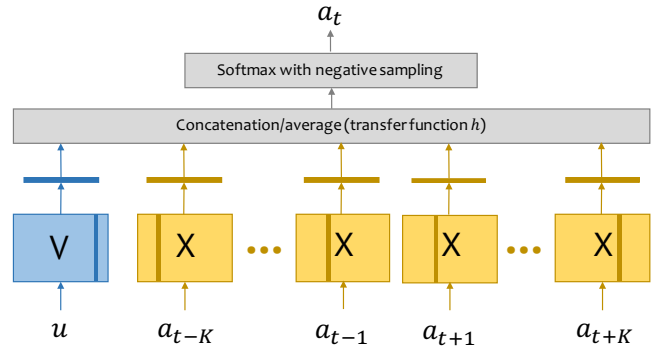 a_t
Softmax with negative sampling
Concatenation/average (transfer function h)
V X ••• X X ••• X
u a_{t-K} a_{t-1} a_{t+1} a_{t+K}